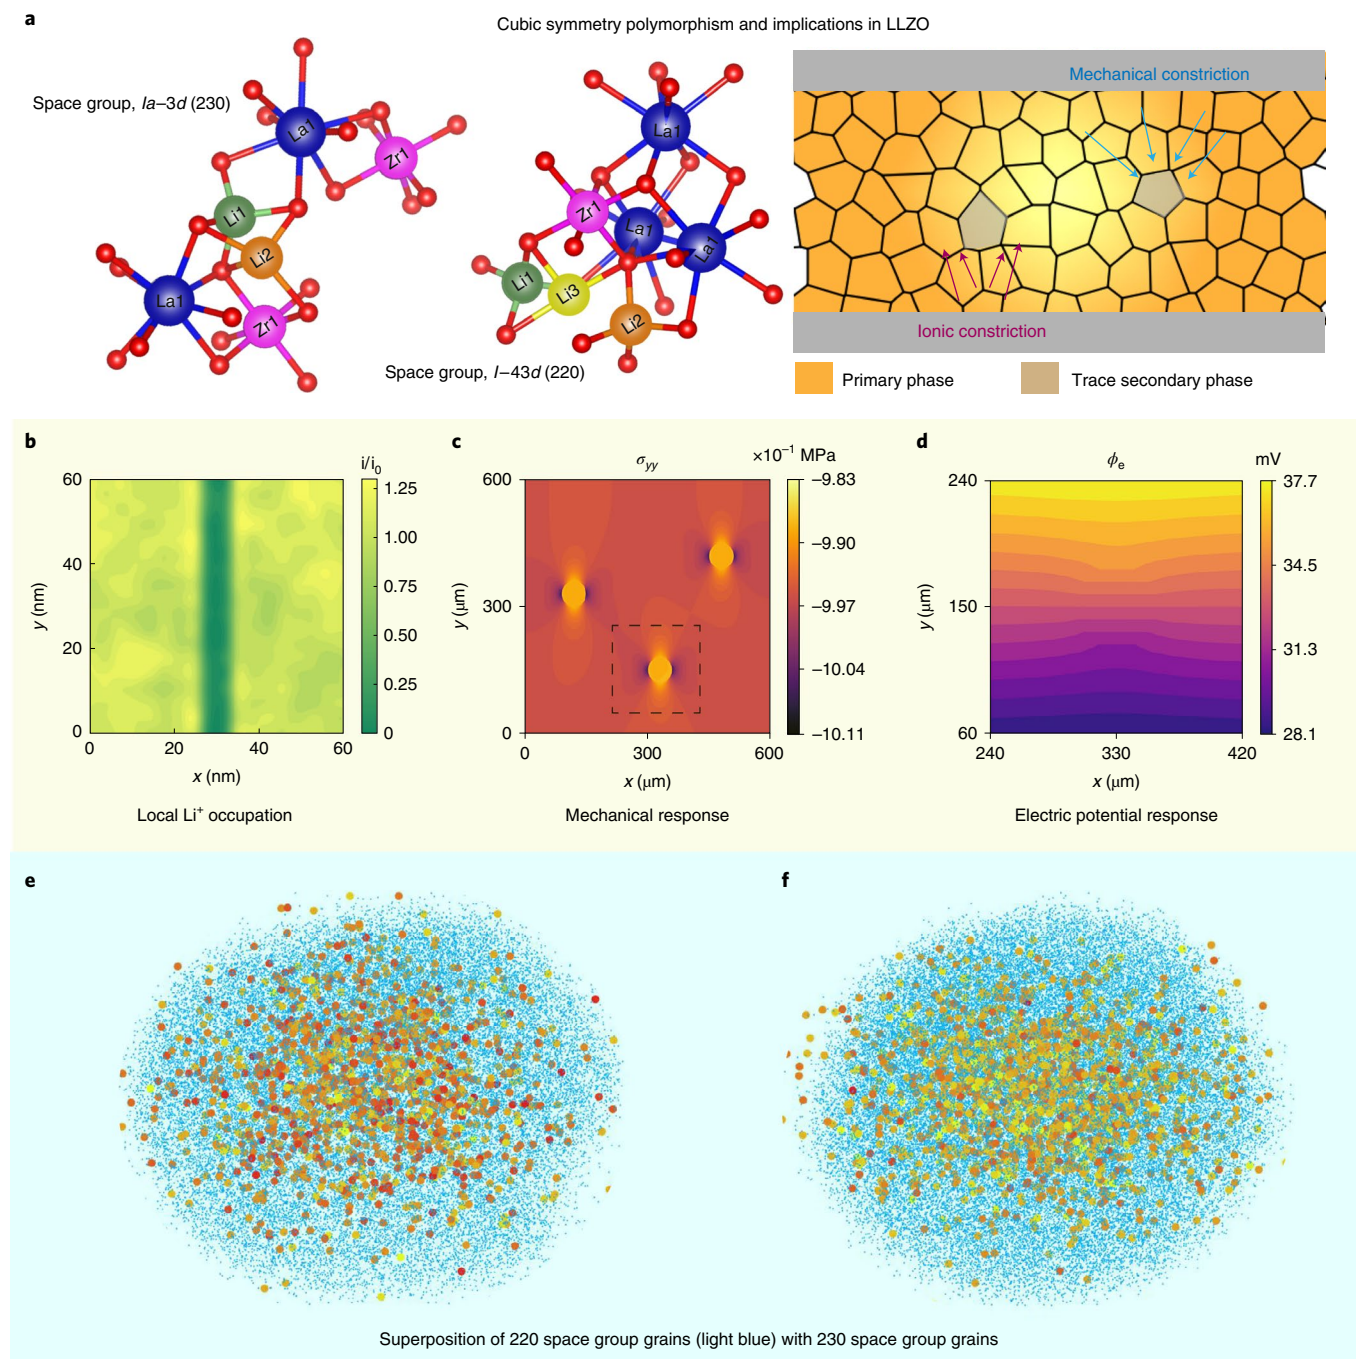 a
Cubic symmetry polymorphism and implications in LLZO
Space group, Ia–3d (230)
La1
Zr1
Li1
Li2
La1
Zr1
La1
Zr1
La1
La1
Li1
Li3
Li2
Space group, I–43d (220)
Mechanical constriction
Ionic constriction
Primary phase
Trace secondary phase
b
i/i0
60
40
20
0
y (nm)
0 20 40 60
x (nm)
1.25
1.00
0.75
0.50
0.25
0
Local Li+ occupation
c
σyy
×10−1 MPa
600
300
0
y (μm)
0 300 600
x (μm)
−9.83
−9.90
−9.97
−10.04
−10.11
Mechanical response
d
ϕe
mV
240
150
60
y (μm)
240 330 420
x (μm)
37.7
34.5
31.3
28.1
Electric potential response
e
f
Superposition of 220 space group grains (light blue) with 230 space group grains